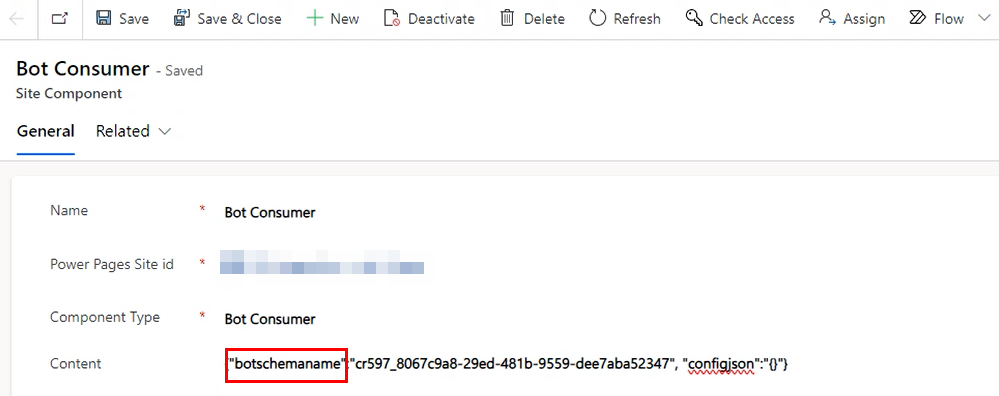 Save Save & Close New Deactivate Delete Refresh Check Access Assign Flow
Bot Consumer - Saved
Site Component
General Related
Name * Bot Consumer
Power Pages Site id *
Component Type * Bot Consumer
Content {"botschemaname":"cr597_8067c9a8-29ed-481b-9559-dee7aba52347", "configjson":"{}"}